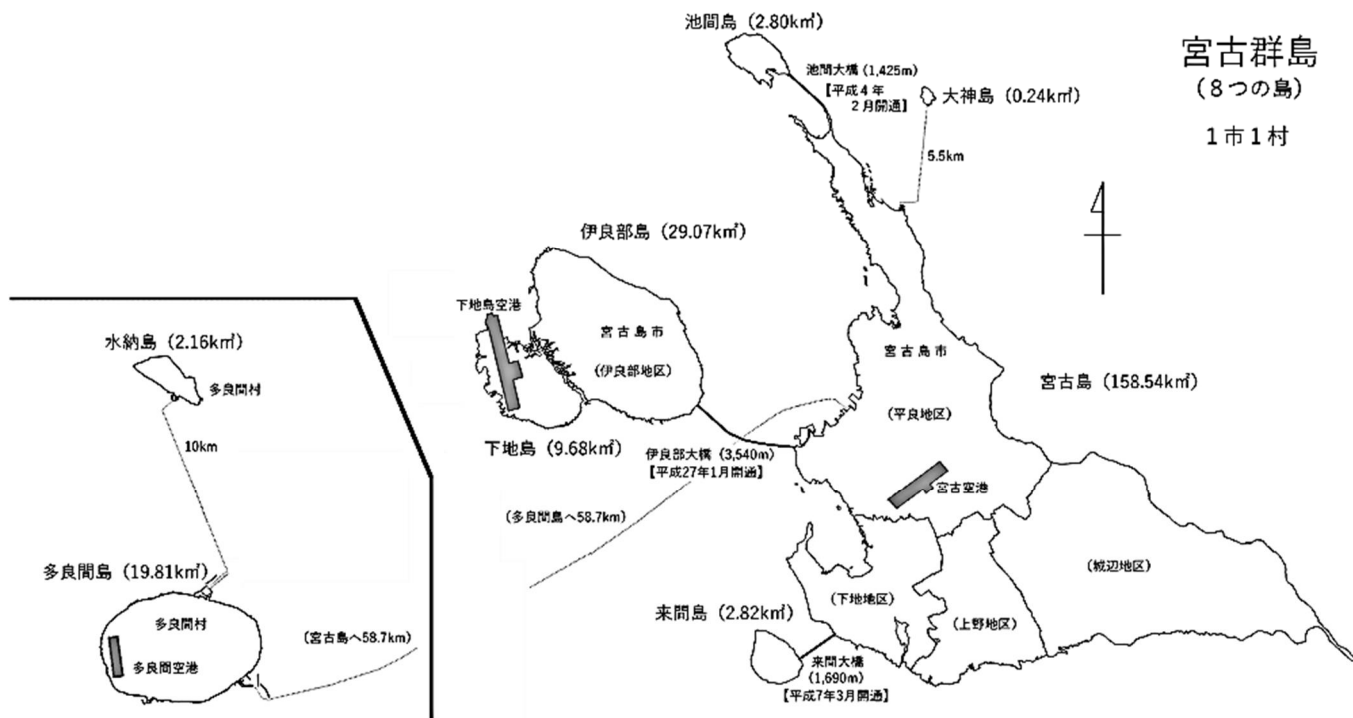 池間島（2.80k㎡）
宮古群島
（８つの島）
１市１村
池間大橋（1,425m）
【平成４年
２月開通】
大神島（0.24k㎡）
5.5km
伊良部島（29.07k㎡）
下地島空港
宮古島市
（伊良部地区）
水納島（2.16k㎡）
多良間村
10km
宮古島市
（平良地区）
宮古島（158.54k㎡）
下地島（9.68k㎡）
伊良部大橋（3,540m）
【平成27年1月開通】
宮古空港
（多良間島へ58.7km）
多良間島（19.81k㎡）
多良間村
（宮古島へ58.7km）
多良間空港
（城辺地区）
（下地地区）
（上野地区）
来間島（2.82k㎡）
来間大橋
（1,690m）
【平成7年3月開通】